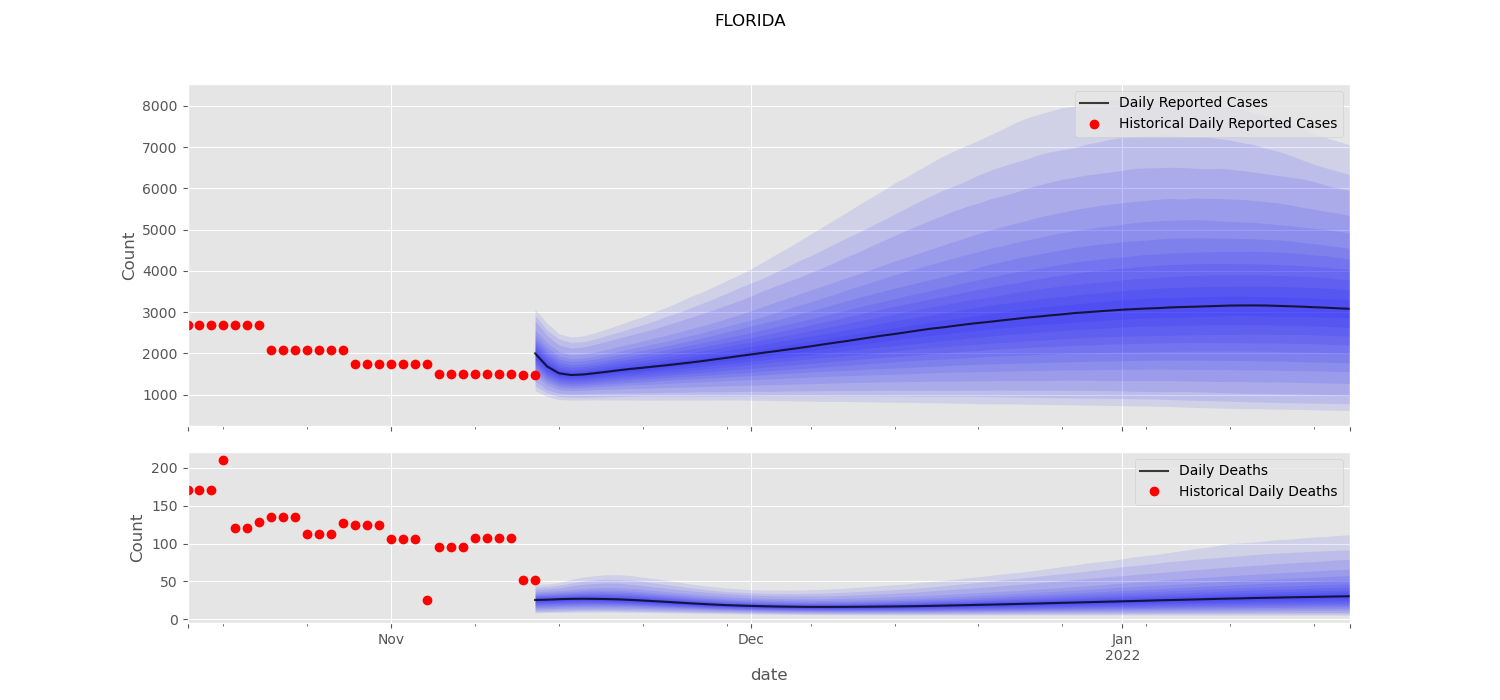 FLORIDA
Daily Reported Cases
Historical Daily Reported Cases
8000
7000
6000
5000
4000
3000
2000
1000
Count
Daily Deaths
Historical Daily Deaths
200
150
100
50
0
Count
Nov
Dec
Jan
2022
date